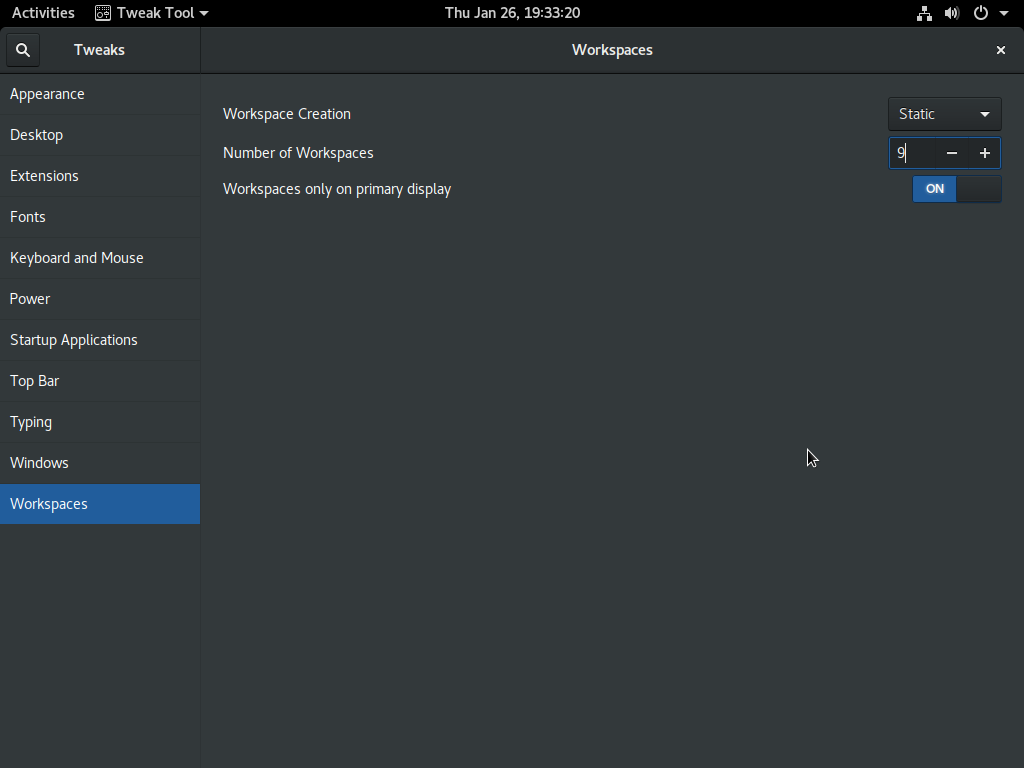 Activities Tweak Tool Thu Jan 26, 19:33:20
Tweaks Workspaces
Appearance
Desktop
Extensions
Fonts
Keyboard and Mouse
Power
Startup Applications
Top Bar
Typing
Windows
Workspaces
Workspace Creation Static
Number of Workspaces 9 − +
Workspaces only on primary display ON